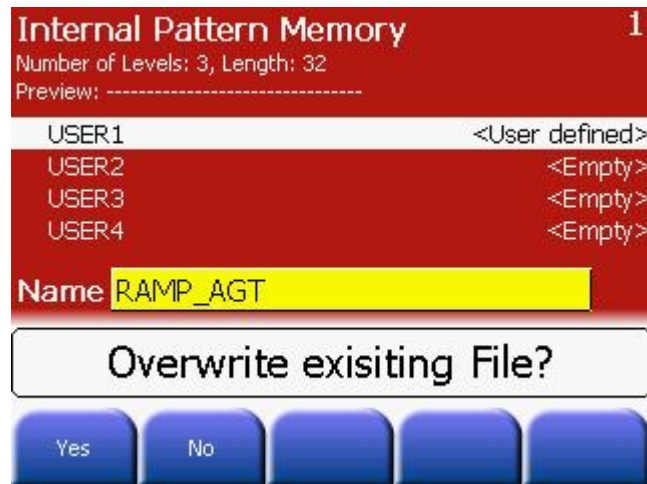 Internal Pattern Memory 1
Number of Levels: 3, Length: 32
Preview: --------------------------------
USER1 <User defined>
USER2 <Empty>
USER3 <Empty>
USER4 <Empty>
Name RAMP_AGT
Overwrite exisiting File?
Yes No